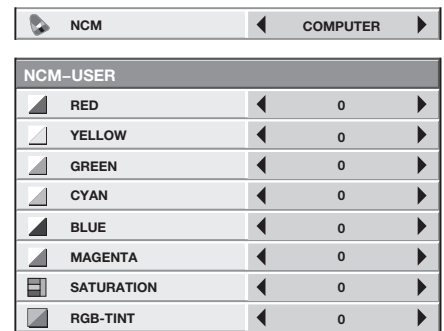 NCM COMPUTER
NCM–USER
RED 0
YELLOW 0
GREEN 0
CYAN 0
BLUE 0
MAGENTA 0
SATURATION 0
RGB-TINT 0